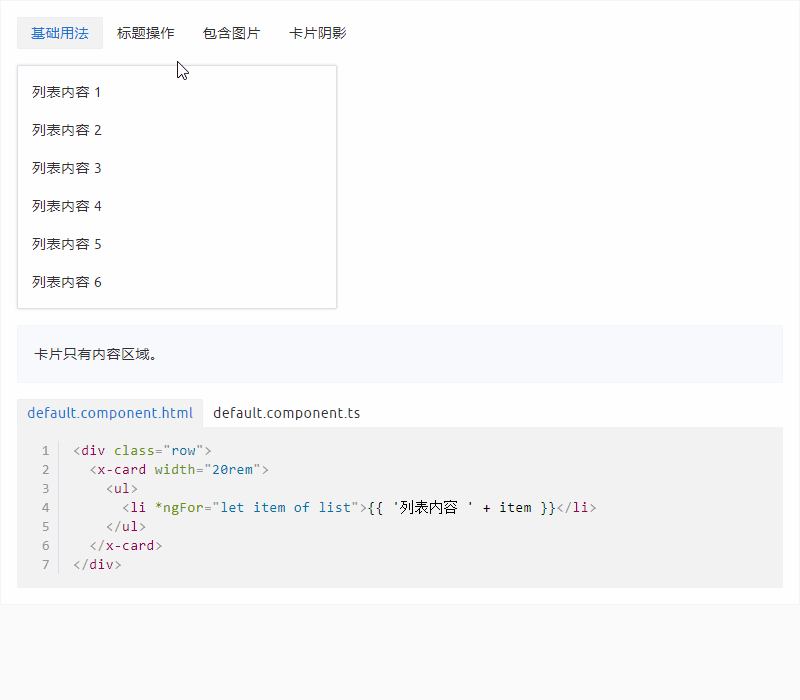 基础用法 标题操作 包含图片 卡片阴影
列表内容 1
列表内容 2
列表内容 3
列表内容 4
列表内容 5
列表内容 6
卡片只有内容区域。
default.component.html default.component.ts
1 <div class="row">
2 <x-card width="20rem">
3 <ul>
4 <li *ngFor="let item of list">{{ '列表内容 ' + item }}</li>
5 </ul>
6 </x-card>
7 </div>